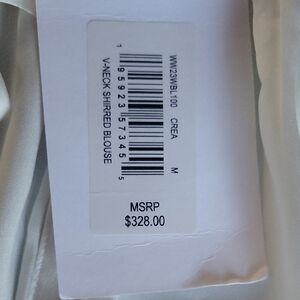 WW23WBL100 CREA M
1 95923 57345 5
V-NECK SHIRRED BLOUSE
MSRP
$328.00